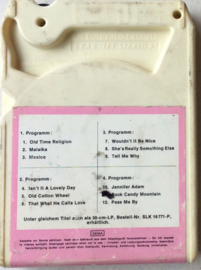 1. Programm:
1. Old Time Religion
2. Malaika
3. Mexico
3. Programm:
7. Wouldn't It Be Nice
8. She's Really Something Else
9. Tell Me Why
2. Programm:
4. Isn't It A Lovely Day
5. Old Cotton Wheel
6. That What He Calls Love
4. Programm:
10. Jennifer Adam
Rock Candy Mountain
12. Pass Me By
Unter gleichem Titel auch als 30-cm-LP, Bestell-Nr. SLK 16771-P,
erhältlich.
GEMA